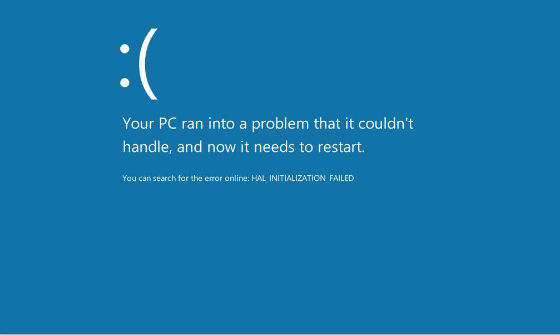 :(
Your PC ran into a problem that it couldn't
handle, and now it needs to restart.
You can search for the error online: HAL_INITIALIZATION_FAILED